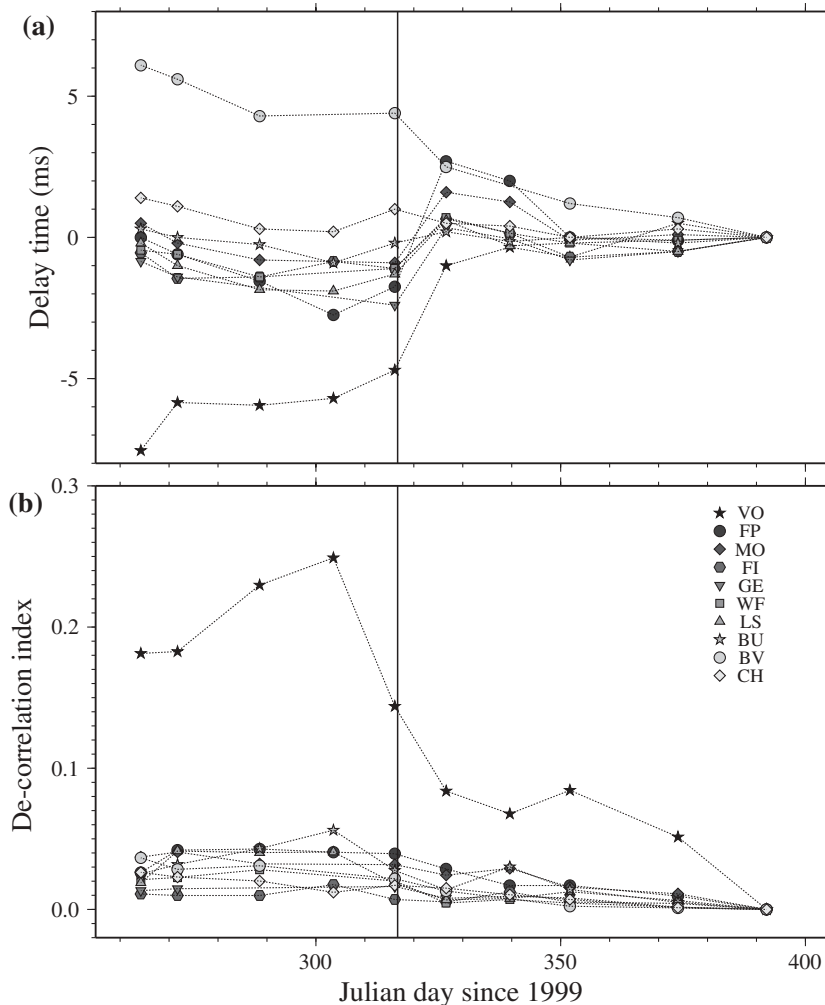 (a)
5
0
-5
Delay time (ms)
(b)
0.3
0.2
0.1
0.0
De-correlation index
VO
FP
MO
FI
GE
WF
LS
BU
BV
CH
300
350
400
Julian day since 1999